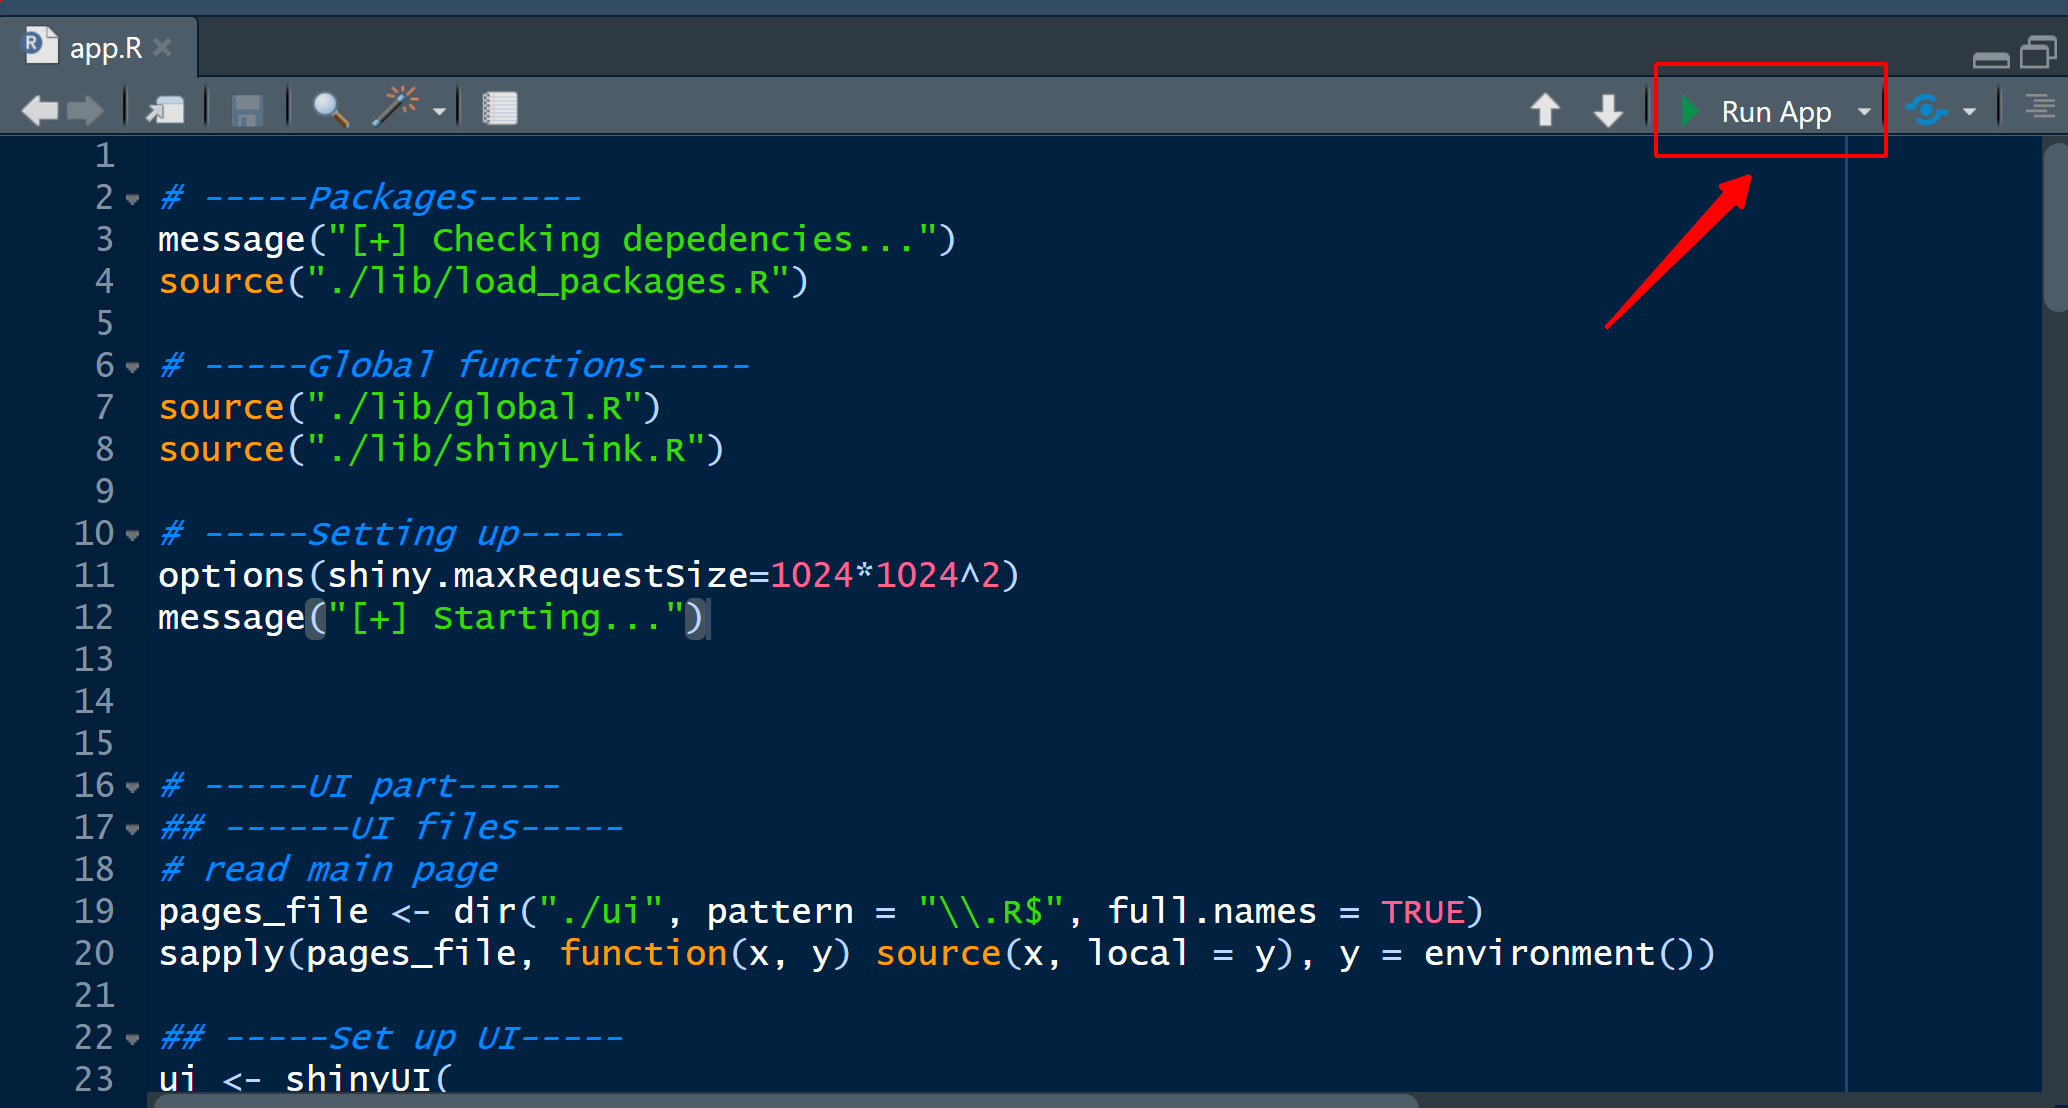 app.R
Run App
1
2 # -----Packages-----
3 message("[+] Checking depedencies...")
4 source("./lib/load_packages.R")
5
6 # -----Global functions-----
7 source("./lib/global.R")
8 source("./lib/shinyLink.R")
9
10 # -----Setting up-----
11 options(shiny.maxRequestSize=1024*1024^2)
12 message("[+] Starting...")
13
14
15
16 # -----UI part-----
17 ## ------UI files-----
18 # read main page
19 pages_file <- dir("./ui", pattern = "\\.R$", full.names = TRUE)
20 sapply(pages_file, function(x, y) source(x, local = y), y = environment())
21
22 ## -----Set up UI-----
23 ui <- shinyUI(